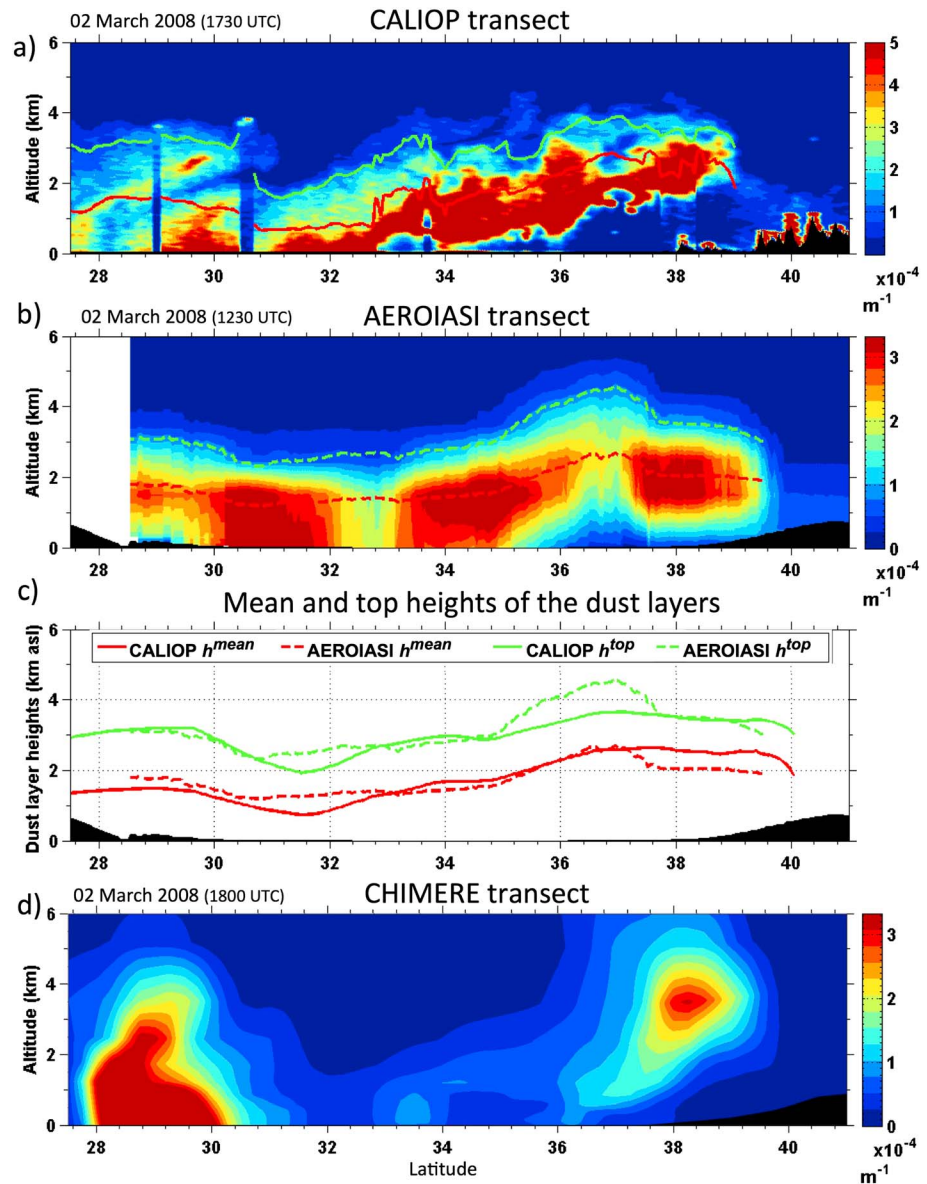 02 March 2008 (1730 UTC) CALIOP transect
a)
6
4
2
0
Altitude (km)
28 30 32 34 36 38 40
5
4
3
2
1
x10-4
m-1
b)
02 March 2008 (1230 UTC) AEROIASI transect
6
4
2
0
Altitude (km)
28 30 32 34 36 38 40
3
2
1
0
x10-4
m-1
c)
Mean and top heights of the dust layers
6
4
2
0
Dust layer heights (km asl)
CALIOP hmean AEROIASI hmean CALIOP htop AEROIASI htop
28 30 32 34 36 38 40
d)
02 March 2008 (1800 UTC) CHIMERE transect
6
4
2
0
Altitude (km)
28 30 32 34 36 38 40
Latitude
3
2
1
0
x10-4
m-1